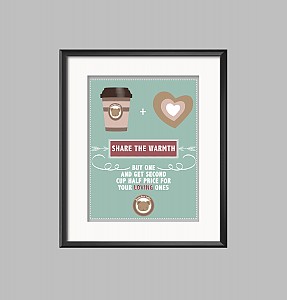 +
SHARE THE WARMTH
BUY ONE
AND GET SECOND
CUP HALF PRICE FOR
YOUR LOVING ONES